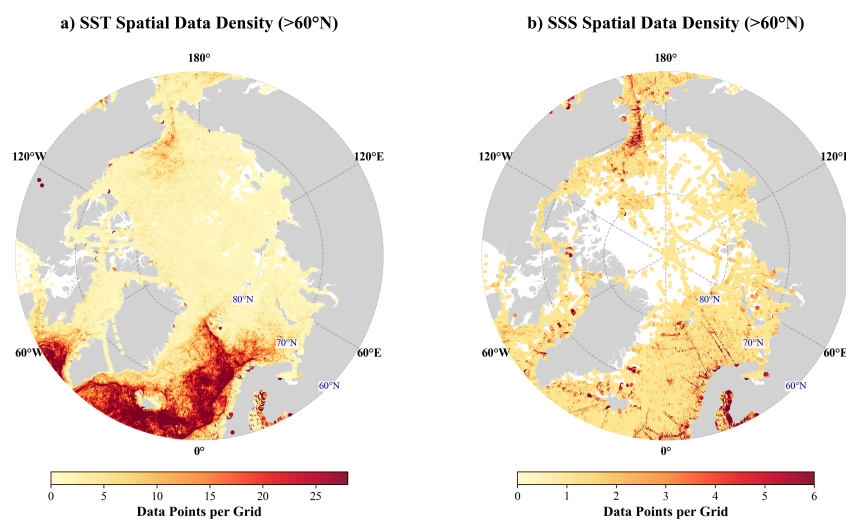 a) SST Spatial Data Density (>60°N)
b) SSS Spatial Data Density (>60°N)
180°
180°
120°W
120°E
120°W
120°E
80°N
80°N
70°N
70°N
60°W
60°E
60°W
60°E
60°N
60°N
0°
0°
0 5 10 15 20 25
0 1 2 3 4 5 6
Data Points per Grid
Data Points per Grid